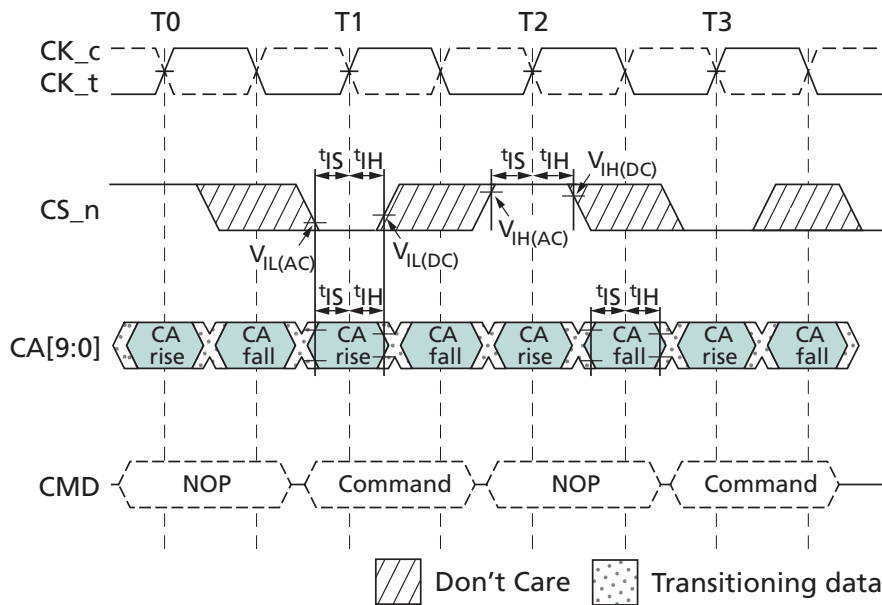 T0 T1 T2 T3
CK_c
CK_t
tIS tIH tIS tIH VIH(DC)
CS_n
VIL(AC) VIL(DC) VIH(AC)
tIS tIH tIS tIH
CA[9:0]
CA rise CA fall CA rise CA fall CA rise CA fall CA rise CA fall
CMD NOP Command NOP Command
Don't Care Transitioning data